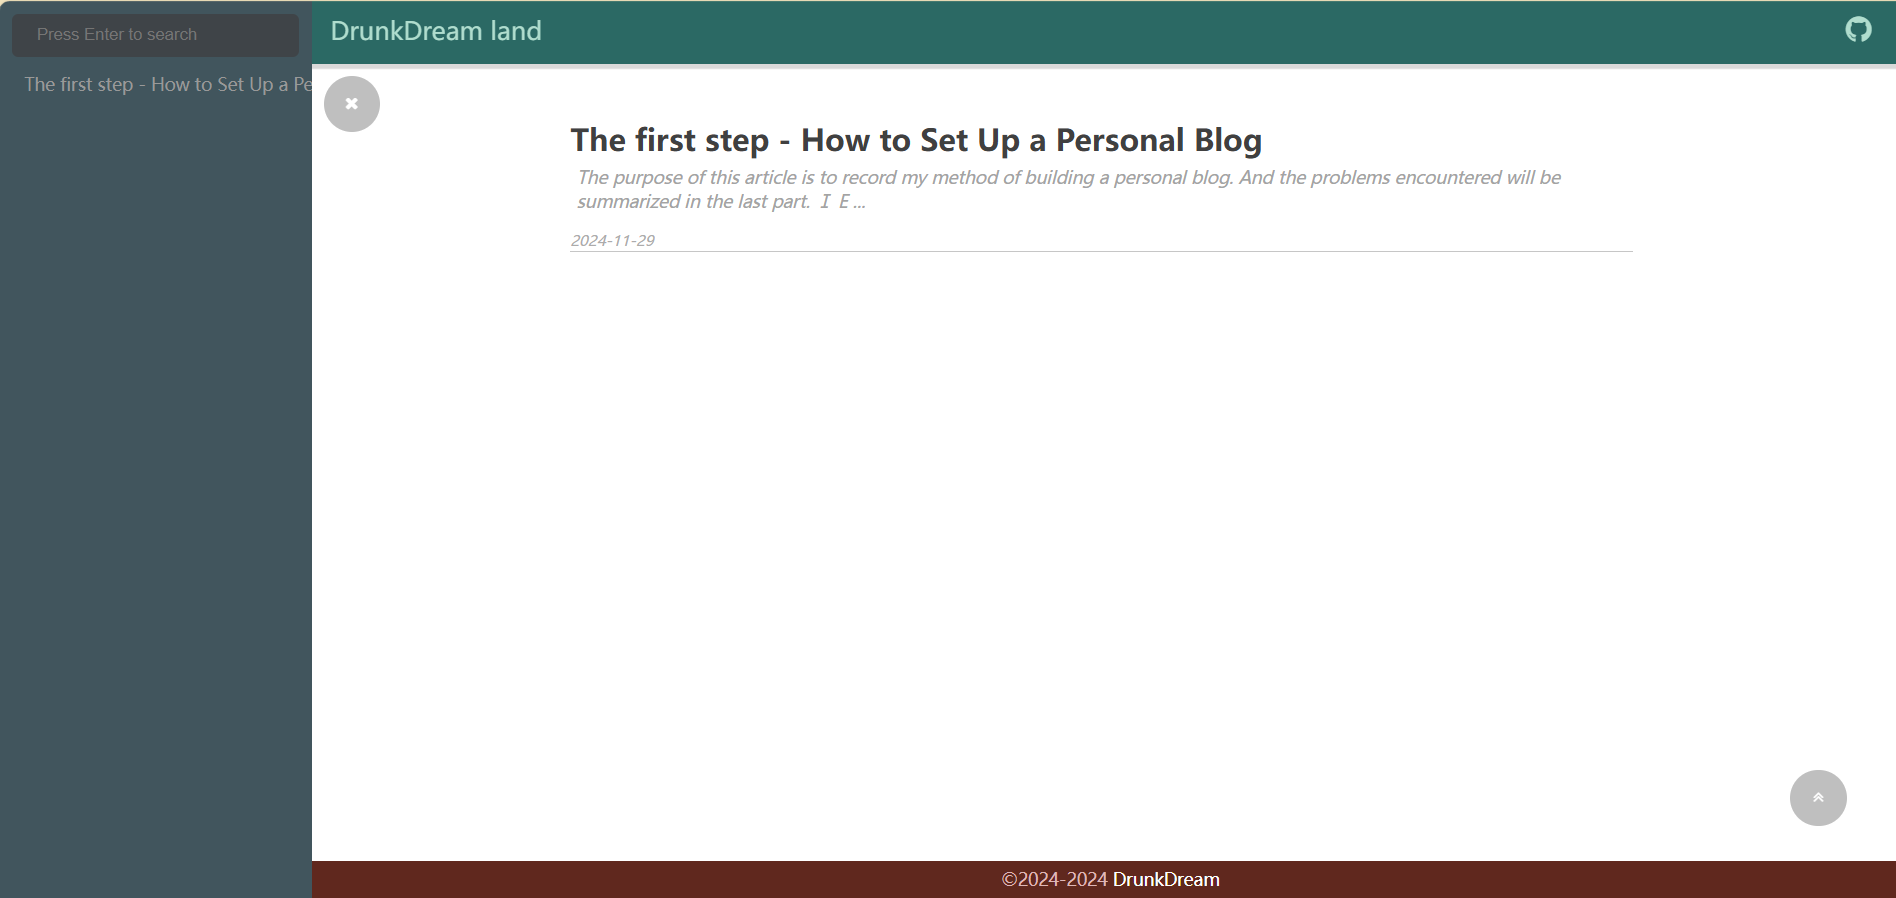 Press Enter to search
The first step - How to Set Up a Pe
DrunkDream land
The first step - How to Set Up a Personal Blog
The purpose of this article is to record my method of building a personal blog. And the problems encountered will be
summarized in the last part. I E ...
2024-11-29
©2024-2024 DrunkDream